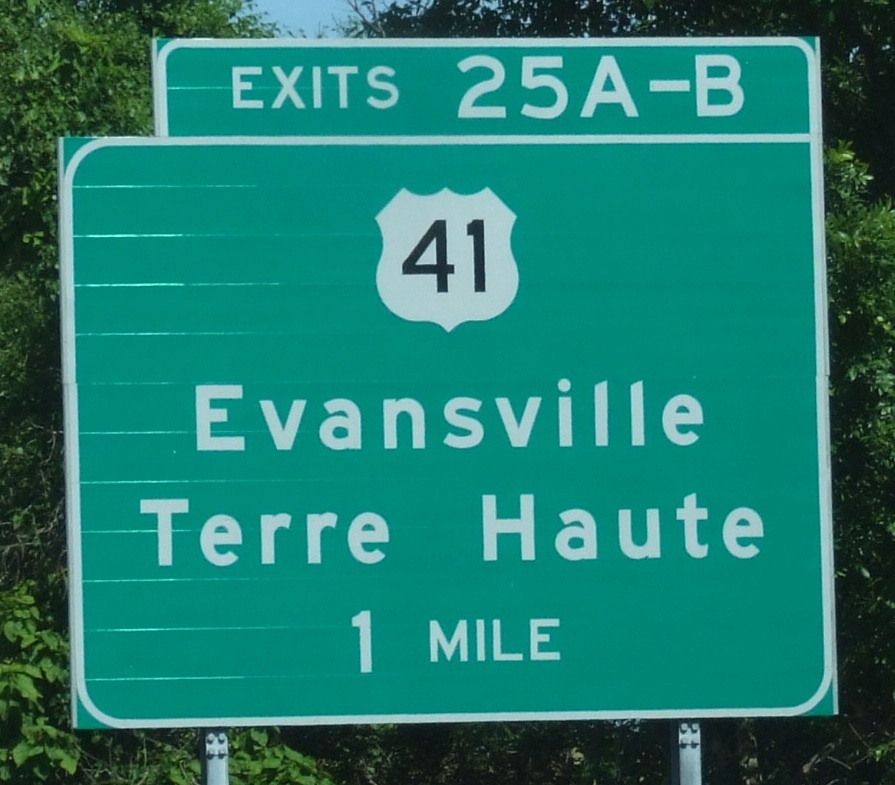 EXITS 25A-B
41
Evansville
Terre Haute
1 MILE